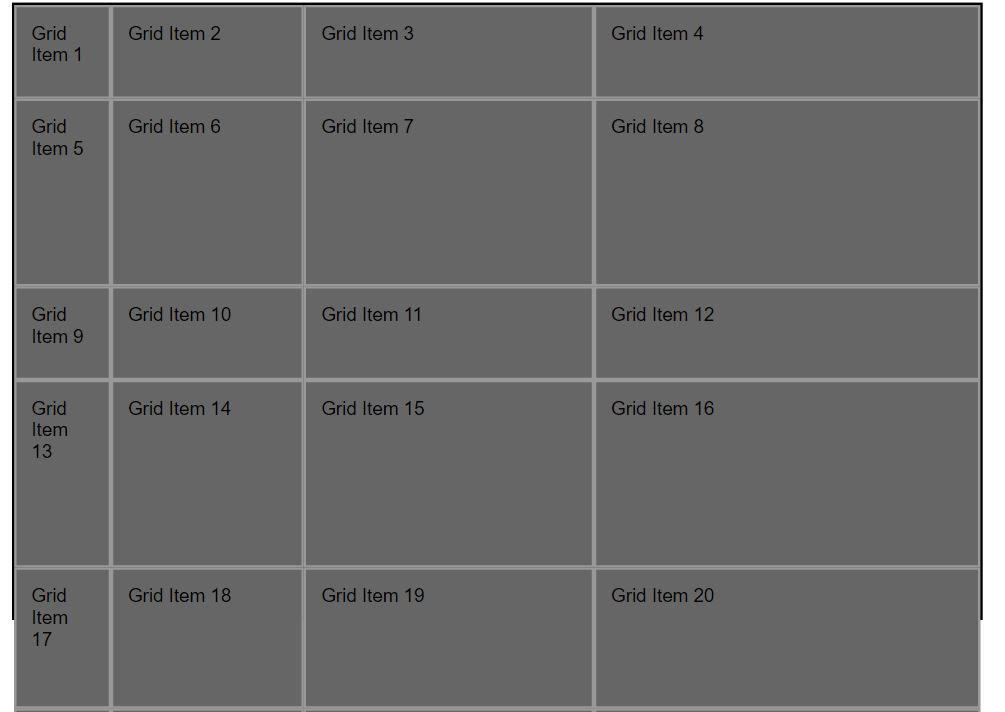 Grid
Item 1
Grid Item 2
Grid Item 3
Grid Item 4
Grid
Item 5
Grid Item 6
Grid Item 7
Grid Item 8
Grid
Item 9
Grid Item 10
Grid Item 11
Grid Item 12
Grid
Item
13
Grid Item 14
Grid Item 15
Grid Item 16
Grid
Item
17
Grid Item 18
Grid Item 19
Grid Item 20